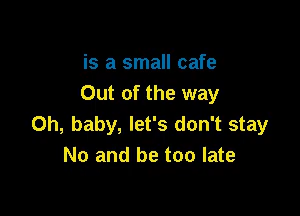 is a small cafe
Out of the way
Oh, baby, let's don't stay
No and be too late